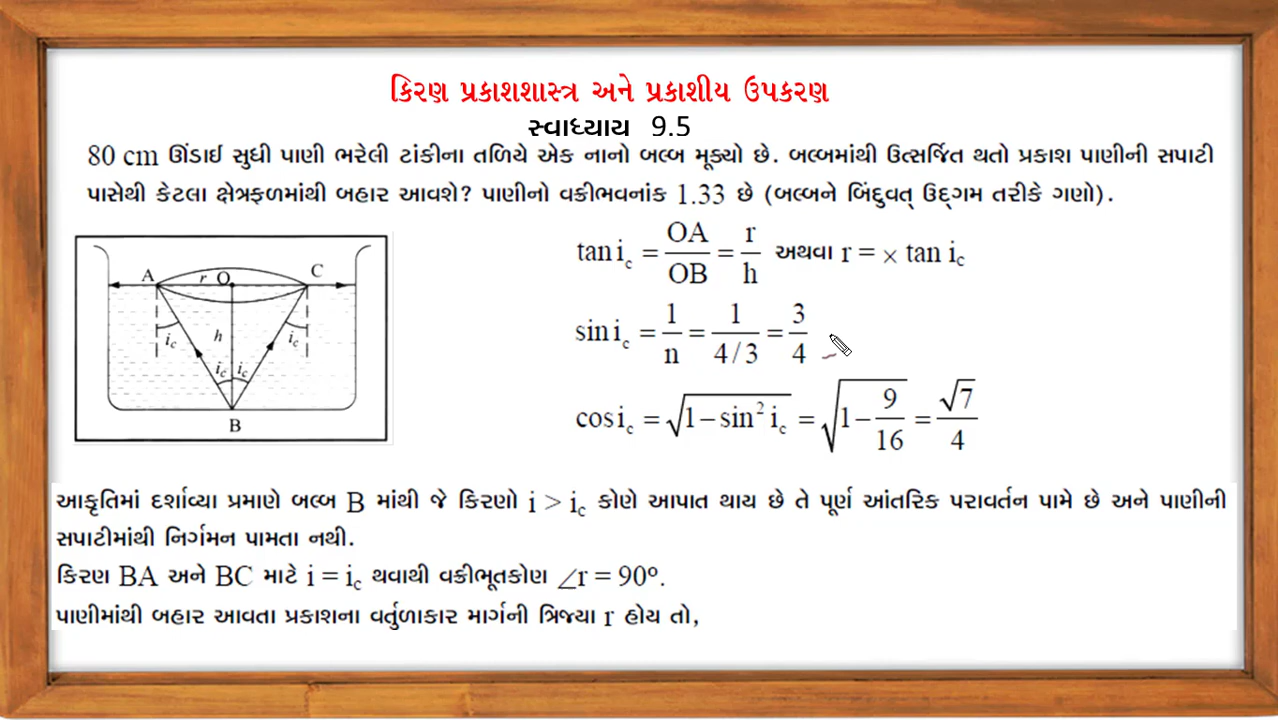 કિરણ પ્રકાશશાસ્ત્ર અને પ્રકાશીય ઉપકરણ
સ્વાધ્યાય 9.5
80 cm ઊંડાઈ સુધી પાણી ભરેલી ટાંકીના તળિયે એક નાનો બલ્બ મૂક્યો છે. બલ્બમાંથી ઉત્સર્જિત થતો પ્રકાશ પાણીની સપાટી
પાસેથી કેટલા ક્ષેત્રફળમાંથી બહાર આવશે? પાણીનો વક્રીભવનાંક 1.33 છે (બલ્બને બિંદુવત્ ઉદ્ગમ તરીકે ગણો).
A r O C
h
i_c i_c
i_c i_c
B
tan i_c = OA/OB = r/h અથવા r = × tan i_c
sin i_c = 1/n = 1/(4/3) = 3/4
cos i_c = √(1 − sin² i_c) = √(1 − 9/16) = √7/4
આકૃતિમાં દર્શાવ્યા પ્રમાણે બલ્બ B માંથી જે કિરણો i > i_c કોણે આપાત થાય છે તે પૂર્ણ આંતરિક પરાવર્તન પામે છે અને પાણીની
સપાટીમાંથી નિર્ગમન પામતા નથી.
કિરણ BA અને BC માટે i = i_c થવાથી વક્રીભૂતકોણ ∠r = 90º.
પાણીમાંથી બહાર આવતા પ્રકાશના વર્તુળાકાર માર્ગની ત્રિજ્યા r હોય તો,